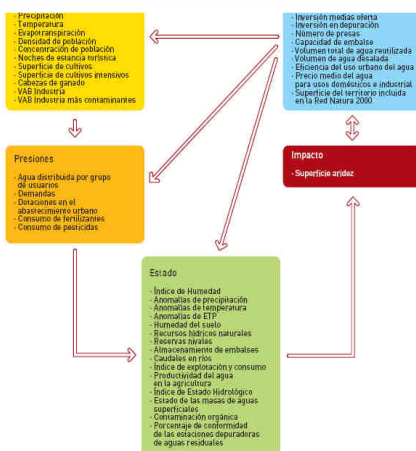 - Precipitación
- Temperatura
- Evapotranspiración
- Densidad de población
- Concentración de población
- Noches de estancia turística
- Superficie de cultivos
- Superficie de cultivos intensivos
- Cabezas de ganado
- VAB Industria
- VAB Industria más contaminantes
- Inversión medias oferta
- Inversión en depuración
- Número de presas
- Capacidad de embalse
- Volumen total de agua reutilizada
- Volumen de agua desalada
- Eficiencia del uso urbano del agua
- Precio medio del agua
para usos domésticos e industrial
- Superficie del territorio incluida
en la Red Natura 2000
Presiones
- Agua distribuida por grupo
de usuarios
- Demandas
- Dotaciones en el
abastecimiento urbano
- Consumo de fertilizantes
- Consumo de pesticidas
Impacto
- Superficie aridez
Estado
- Índice de Humedad
- Anomalías de precipitación
- Anomalías de temperatura
- Anomalías de ETP
- Humedad del suelo
- Recursos hídricos naturales
- Reservas nivales
- Almacenamiento de embalses
- Caudales en ríos
- Índice de explotación y consumo
- Productividad del agua
en la agricultura
- Índice de Estado Hidrológico
- Estado de las masas de aguas
superficiales
- Contaminación orgánica
- Porcentaje de conformidad
de las estaciones depuradoras
de aguas residuales